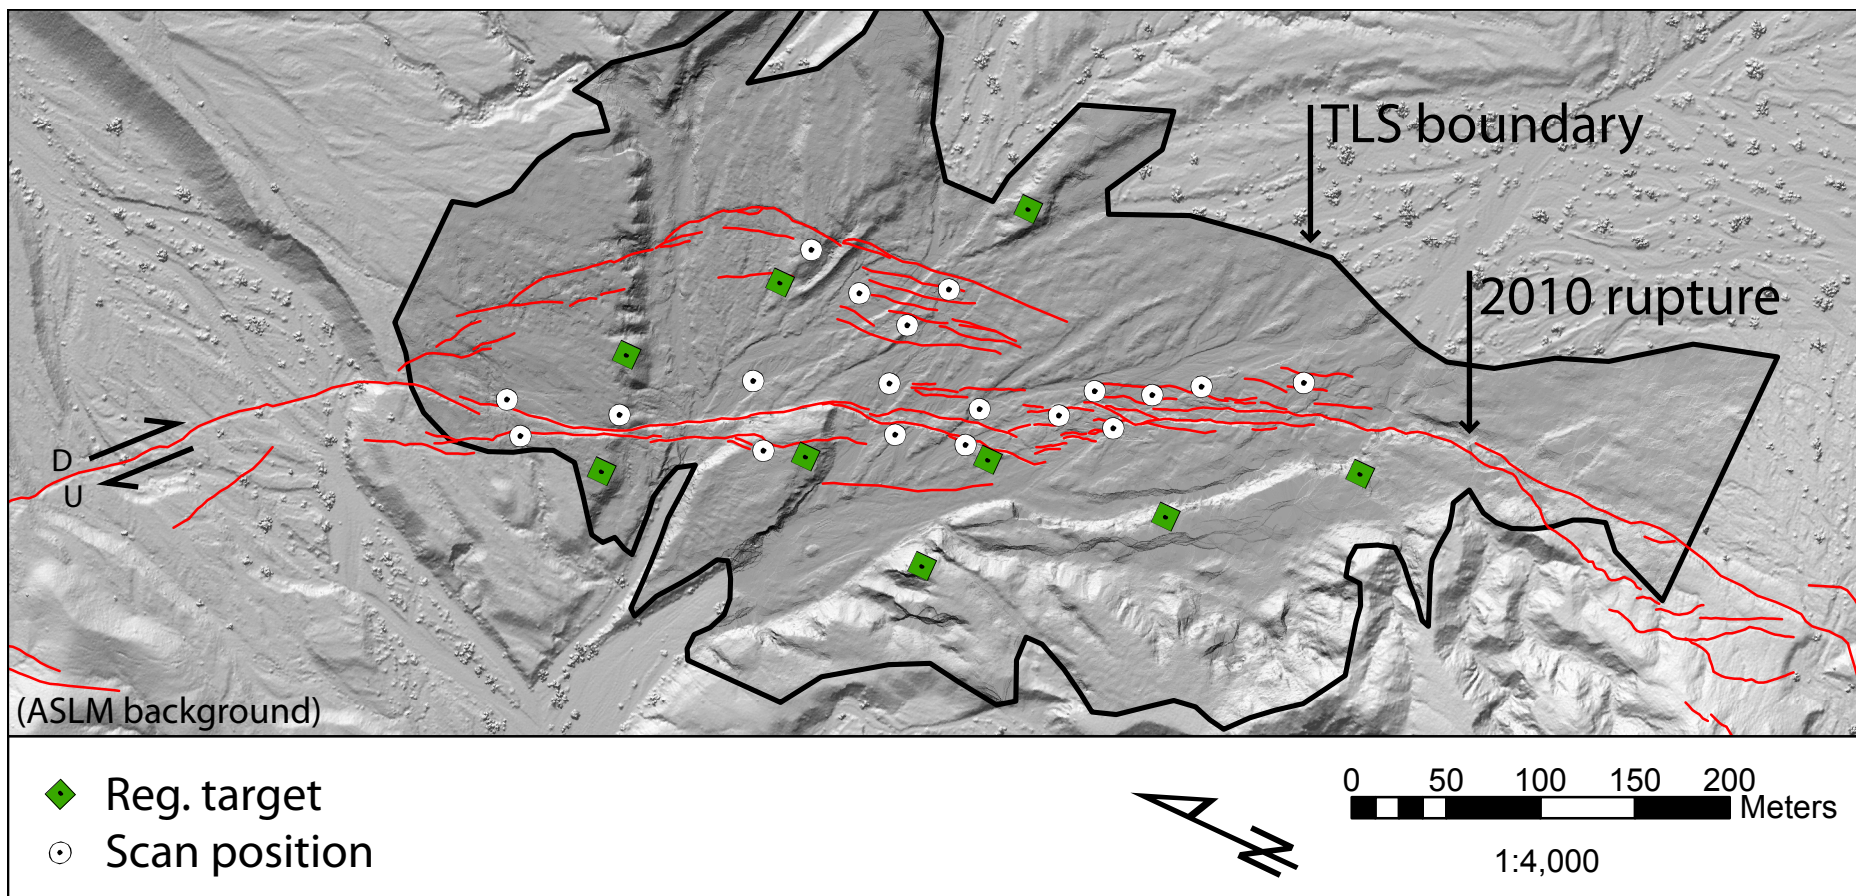 TLS boundary
2010 rupture
D
U
(ASLM background)
Reg. target
Scan position
N
0 50 100 150 200
Meters
1:4,000